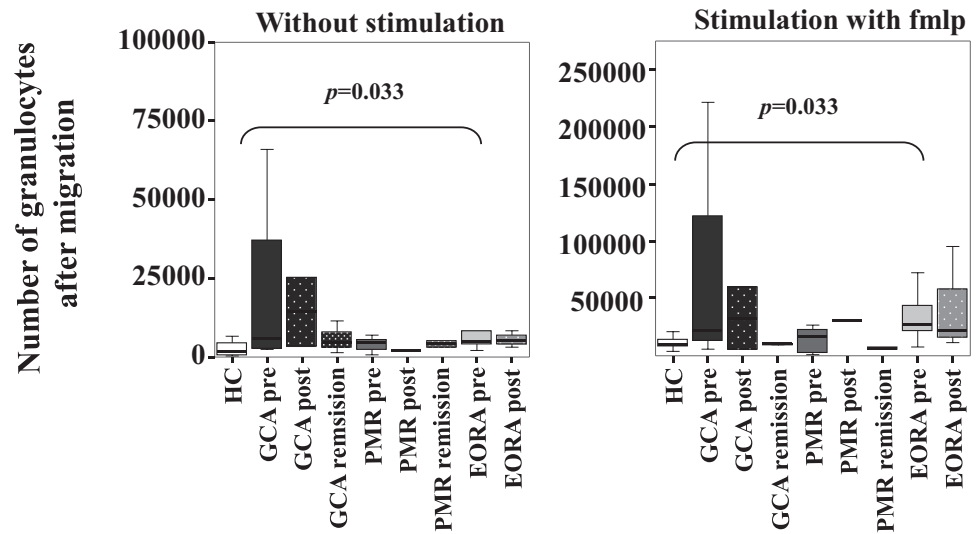 Without stimulation
Stimulation with fmlp
Number of granulocytes
after migration
100000
75000
50000
25000
0
p=0.033
HC
GCA pre
GCA post
GCA remission
PMR pre
PMR post
PMR remission
EORA pre
EORA post
250000
200000
150000
100000
50000
p=0.033
HC
GCA pre
GCA post
GCA remission
PMR pre
PMR post
PMR remission
EORA pre
EORA post